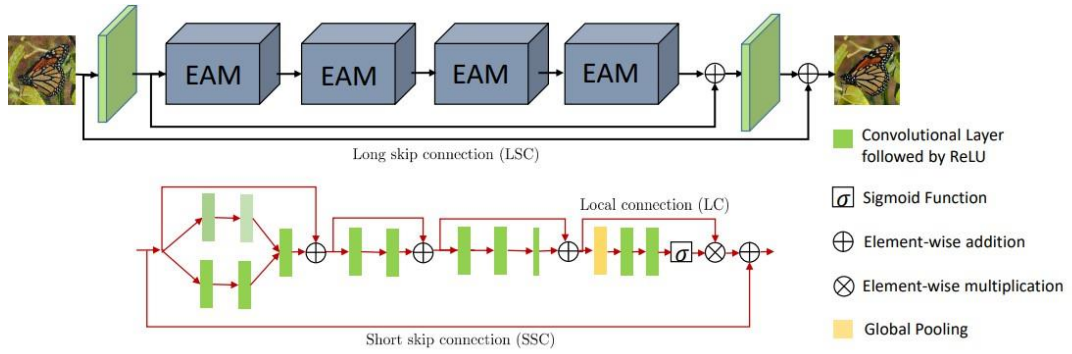 EAM
EAM
EAM
EAM
Long skip connection (LSC)
Convolutional Layer
followed by ReLU
Local connection (LC)
σ
Sigmoid Function
σ
Element-wise addition
Element-wise multiplication
Short skip connection (SSC)
Global Pooling